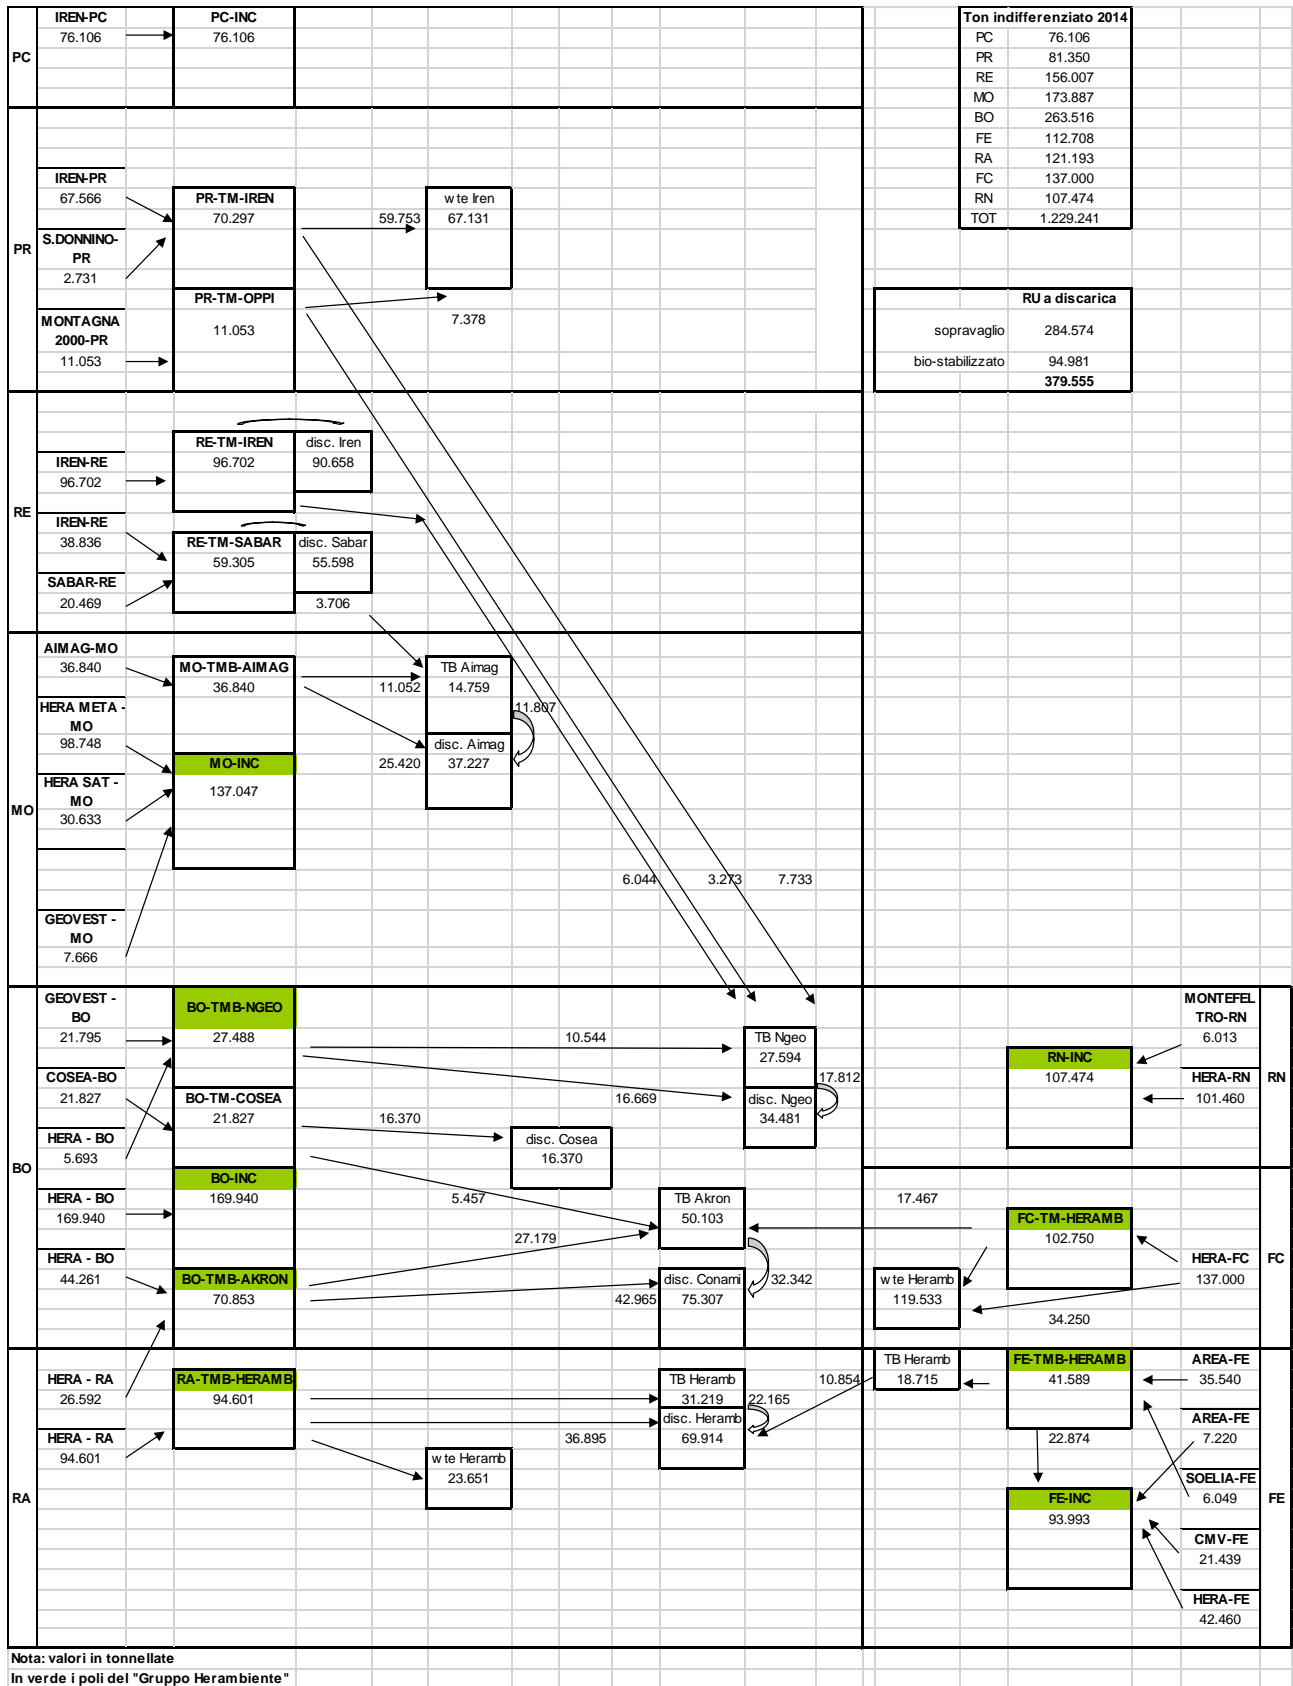 IREN-PC
PC-INC
76.106
76.106
PC
Ton indifferenziato 2014
PC 76.106
PR 81.350
RE 156.007
MO 173.887
BO 263.516
FE 112.708
RA 121.193
FC 137.000
RN 107.474
TOT 1.229.241
IREN-PR
67.566
PR-TM-IREN
70.297
59.753
wte Iren
67.131
PR
S.DONNINO-
PR
2.731
PR-TM-OPPI
11.053
7.378
MONTAGNA
2000-PR
11.053
RU a discarica
sopravaglio 284.574
bio-stabilizzato 94.981
379.555
RE-TM-IREN
96.702
disc. Iren
90.658
IREN-RE
96.702
RE
IREN-RE
38.836
RE-TM-SABAR
59.305
disc. Sabar
55.598
SABAR-RE
20.469
3.706
AIMAG-MO
36.840
MO-TMB-AIMAG
36.840
11.052
TB Aimag
14.759
11.807
HERA META -
MO
98.748
disc. Aimag
37.227
25.420
MO-INC
137.047
HERA SAT -
MO
30.633
MO
6.044
3.273
7.733
GEOVEST -
MO
7.666
GEOVEST -
BO
21.795
BO-TMB-NGEO
27.488
10.544
TB Ngeo
27.594
17.812
COSEA-BO
21.827
BO-TM-COSEA
21.827
16.669
disc. Ngeo
34.481
16.370
disc. Cosea
16.370
HERA - BO
5.693
BO
BO-INC
169.940
HERA - BO
169.940
5.457
TB Akron
50.103
27.179
HERA - BO
44.261
BO-TMB-AKRON
70.853
42.965
disc. Conami
75.307
32.342
MONTEFEL
TRO-RN
6.013
RN-INC
107.474
HERA-RN
101.460
RN
17.467
FC-TM-HERAMB
102.750
HERA-FC
137.000
FC
wte Heramb
119.533
34.250
HERA - RA
26.592
RA-TMB-HERAMB
94.601
TB Heramb
31.219
22.165
disc. Heramb
69.914
36.895
HERA - RA
94.601
wte Heramb
23.651
RA
10.854
TB Heramb
18.715
FE-TMB-HERAMB
41.589
AREA-FE
35.540
22.874
AREA-FE
7.220
SOELIA-FE
6.049
FE
FE-INC
93.993
CMV-FE
21.439
HERA-FE
42.460
Nota: valori in tonnellate
In verde i poli del "Gruppo Herambiente"